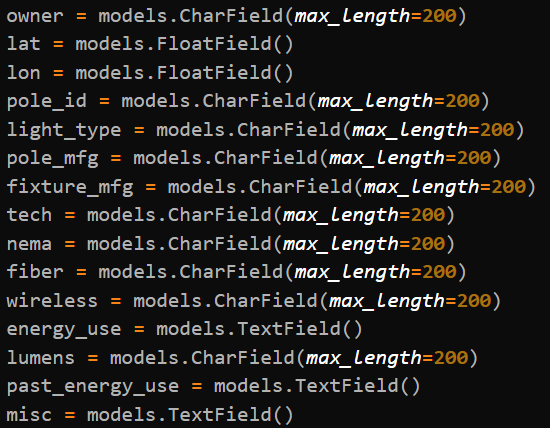 owner = models.CharField(max_length=200)
lat = models.FloatField()
lon = models.FloatField()
pole_id = models.CharField(max_length=200)
light_type = models.CharField(max_length=200)
pole_mfg = models.CharField(max_length=200)
fixture_mfg = models.CharField(max_length=200)
tech = models.CharField(max_length=200)
nema = models.CharField(max_length=200)
fiber = models.CharField(max_length=200)
wireless = models.CharField(max_length=200)
energy_use = models.TextField()
lumens = models.CharField(max_length=200)
past_energy_use = models.TextField()
misc = models.TextField()